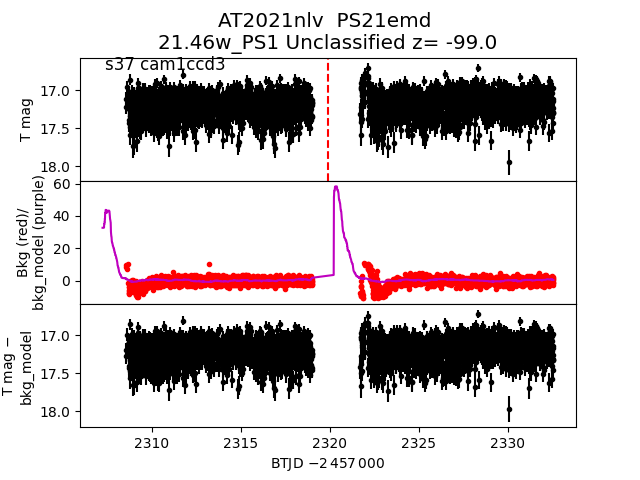 AT2021nlv  PS21emd
21.46w_PS1 Unclassified z= -99.0
s37 cam1ccd3
T mag
17.0
17.5
18.0
Bkg (red)/
bkg_model (purple)
60
40
20
0
T mag −
bkg_model
17.0
17.5
18.0
2310
2315
2320
2325
2330
BTJD −2 457 000